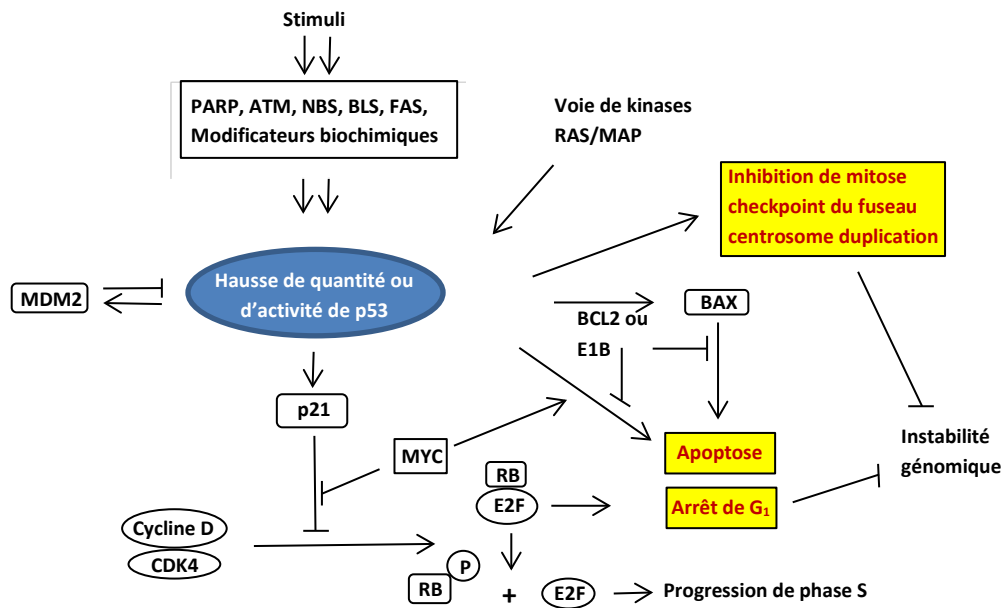 Stimuli
PARP, ATM, NBS, BLS, FAS,
Modificateurs biochimiques
Voie de kinases
RAS/MAP
Inhibition de mitose
checkpoint du fuseau
centrosome duplication
Hausse de quantité ou
d’activité de p53
MDM2
BAX
BCL2 ou
E1B
p21
MYC
Apoptose
Instabilité
génomique
RB
E2F
Arrêt de G₁
Cycline D
CDK4
P
RB
+
E2F
Progression de phase S